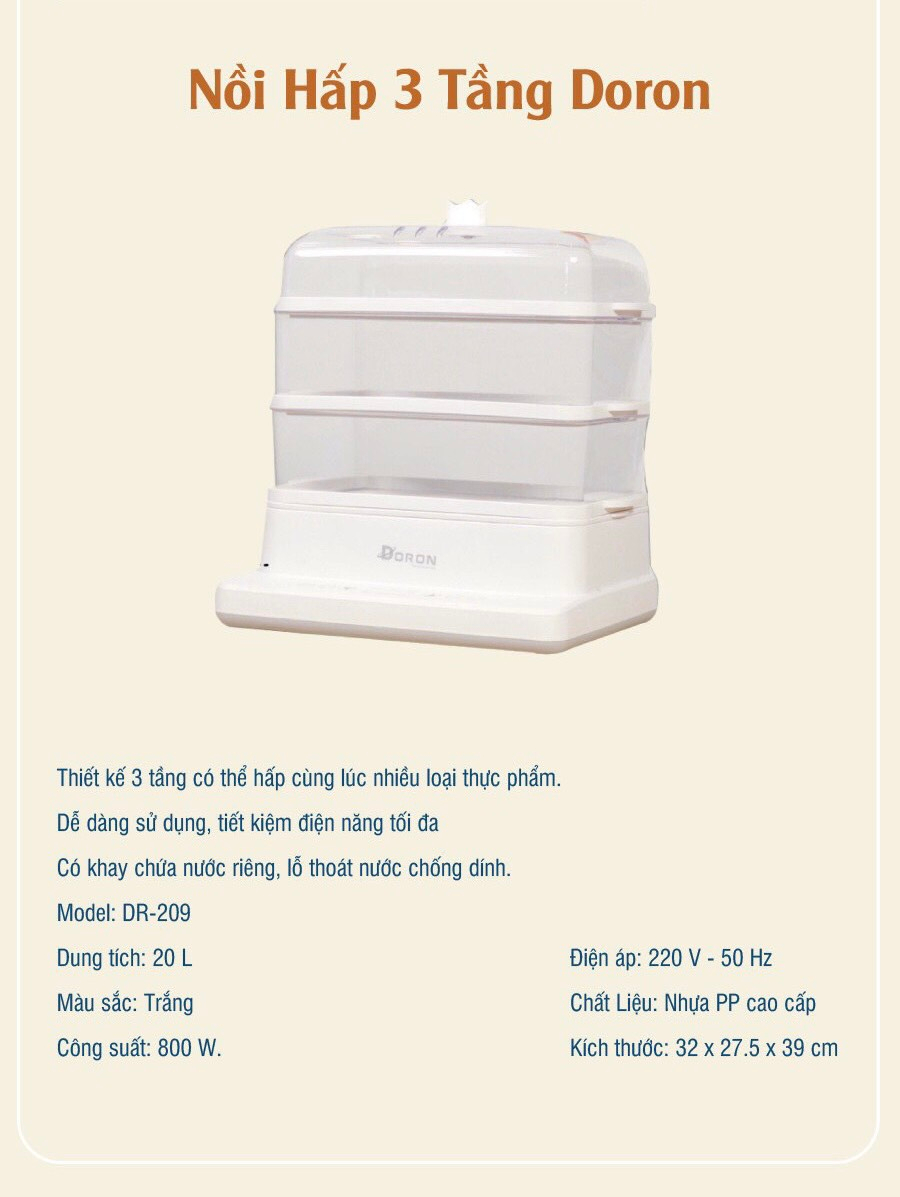 Nồi Hấp 3 Tầng Doron
DORON
Thiết kế 3 tầng có thể hấp cùng lúc nhiều loại thực phẩm.
Dễ dàng sử dụng, tiết kiệm điện năng tối đa
Có khay chứa nước riêng, lỗ thoát nước chống dính.
Model: DR-209
Dung tích: 20 L
Điện áp: 220 V - 50 Hz
Màu sắc: Trắng
Chất Liệu: Nhựa PP cao cấp
Công suất: 800 W.
Kích thước: 32 x 27.5 x 39 cm